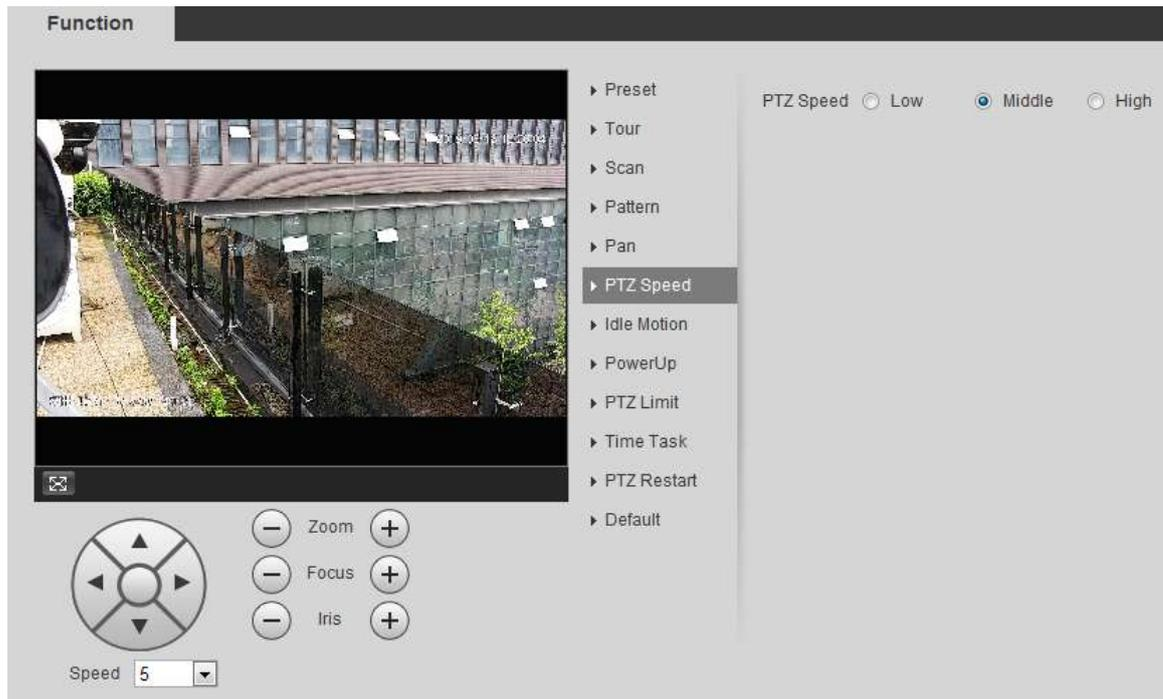 Function
Preset
Tour
Scan
Pattern
Pan
PTZ Speed
Idle Motion
PowerUp
PTZ Limit
Time Task
PTZ Restart
Default
PTZ Speed Low Middle High
Zoom
Focus
Iris
Speed 5